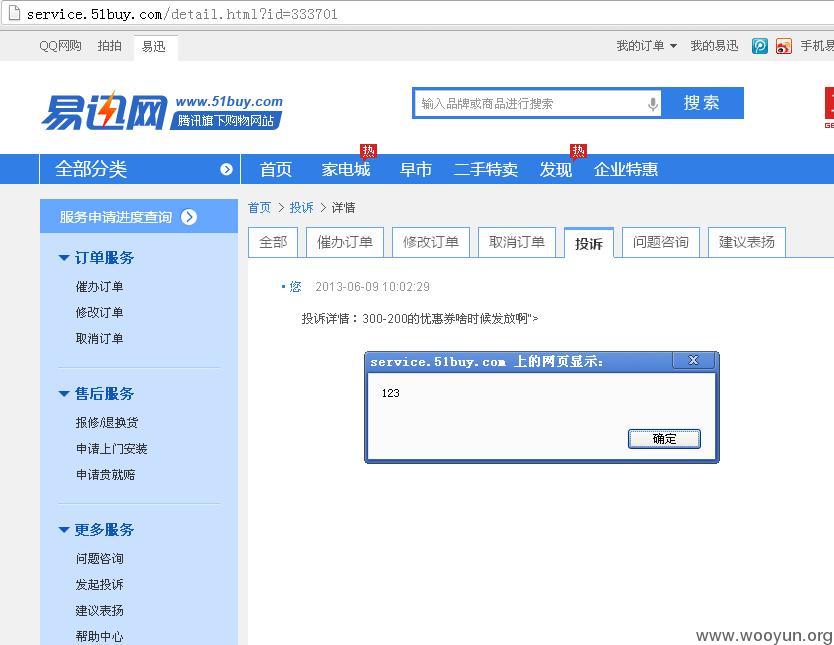 service.51buy.com/detail.html?id=333701
QQ网购 拍拍 易迅 我的订单 我的易迅 手机易
易迅网 www.51buy.com
腾讯旗下购物网站
输入品牌或商品进行搜索 搜索
全部分类 首页 家电城 热 早市 二手特卖 发现 热 企业特惠
服务申请进度查询
首页 > 投诉 > 详情
全部 催办订单 修改订单 取消订单 投诉 问题咨询 建议表扬
订单服务
催办订单
修改订单
取消订单
售后服务
报修/退换货
申请上门安装
申请贵就赔
更多服务
问题咨询
发起投诉
建议表扬
帮助中心
您 2013-06-09 10:02:29
投诉详情：300-200的优惠券啥时候发放啊">
service.51buy.com 上的网页显示：
X
123
确定
www.wooyun.org